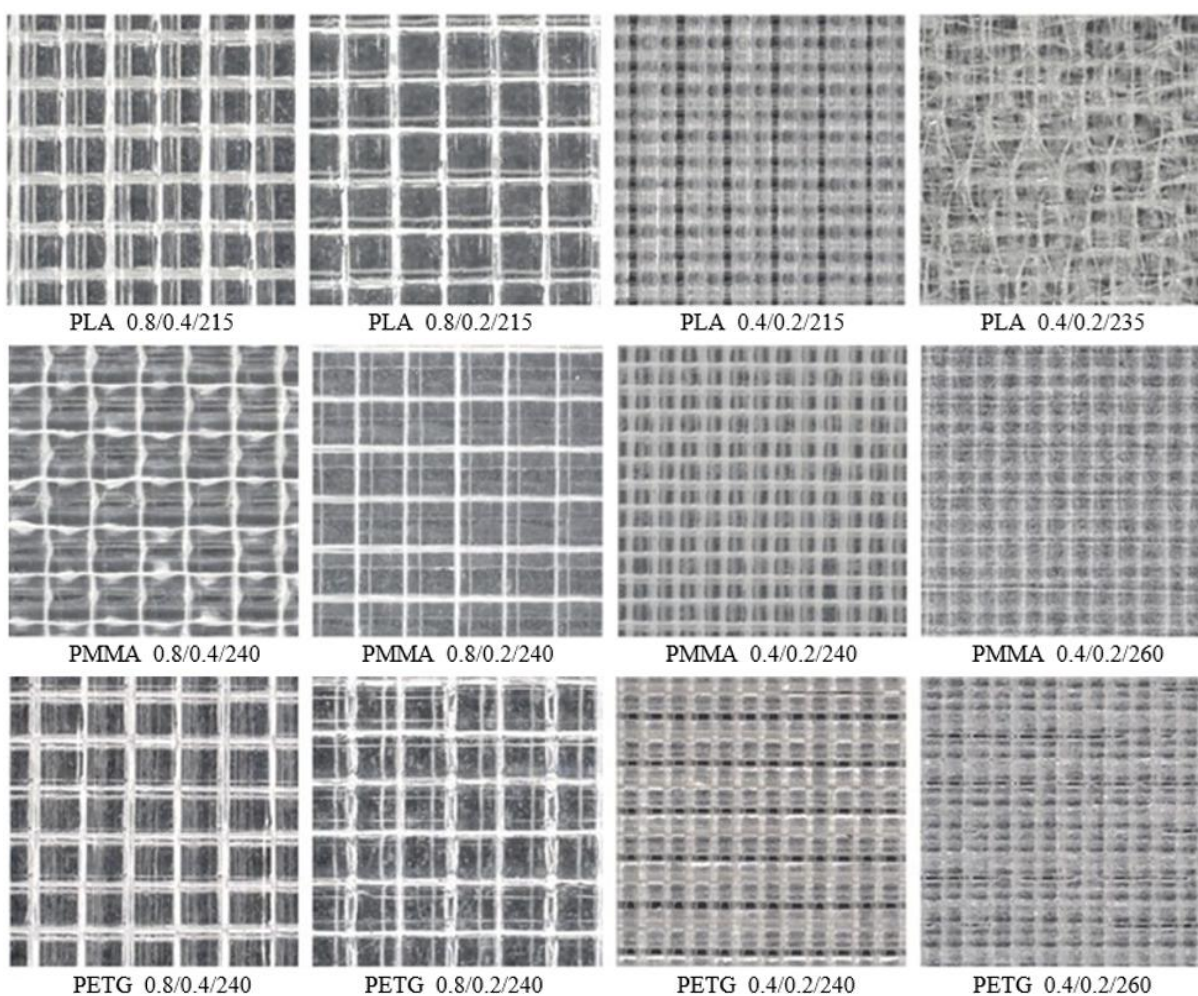 PLA 0.8/0.4/215
PLA 0.8/0.2/215
PLA 0.4/0.2/215
PLA 0.4/0.2/235
PMMA 0.8/0.4/240
PMMA 0.8/0.2/240
PMMA 0.4/0.2/240
PMMA 0.4/0.2/260
PETG 0.8/0.4/240
PETG 0.8/0.2/240
PETG 0.4/0.2/240
PETG 0.4/0.2/260